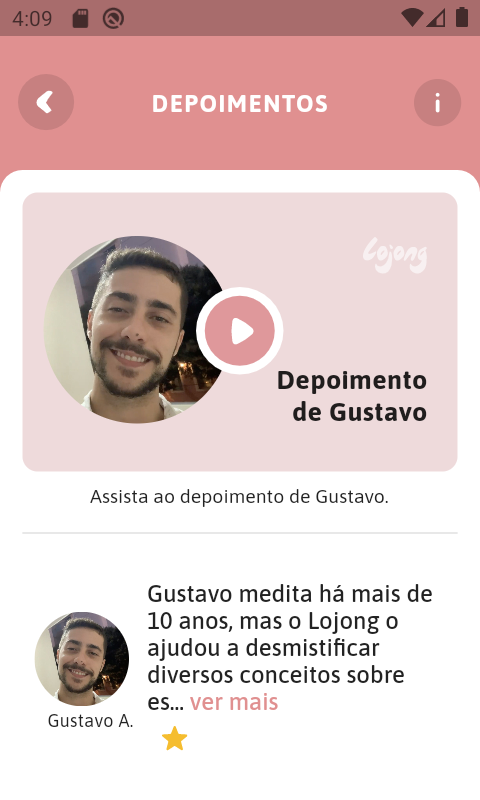 4:09
DEPOIMENTOS
i
Lojong
Depoimento
de Gustavo
Assista ao depoimento de Gustavo.
Gustavo medita há mais de
10 anos, mas o Lojong o
ajudou a desmistificar
diversos conceitos sobre
es... ver mais
Gustavo A.